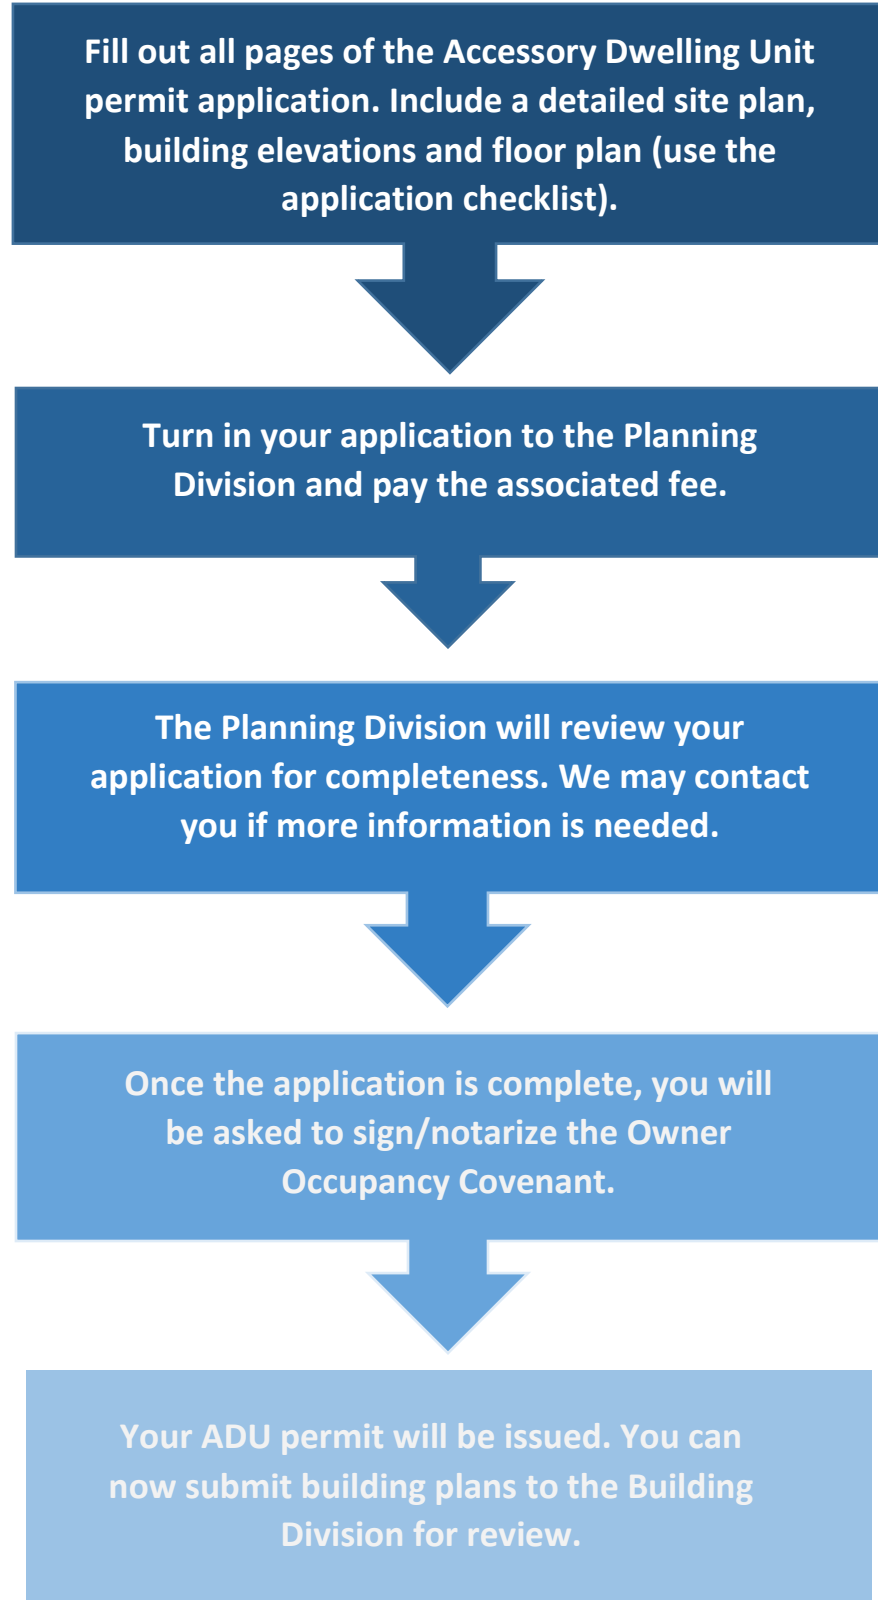 Fill out all pages of the Accessory Dwelling Unit
permit application. Include a detailed site plan,
building elevations and floor plan (use the
application checklist).
Turn in your application to the Planning
Division and pay the associated fee.
The Planning Division will review your
application for completeness. We may contact
you if more information is needed.
Once the application is complete, you will
be asked to sign/notarize the Owner
Occupancy Covenant.
Your ADU permit will be issued. You can
now submit building plans to the Building
Division for review.